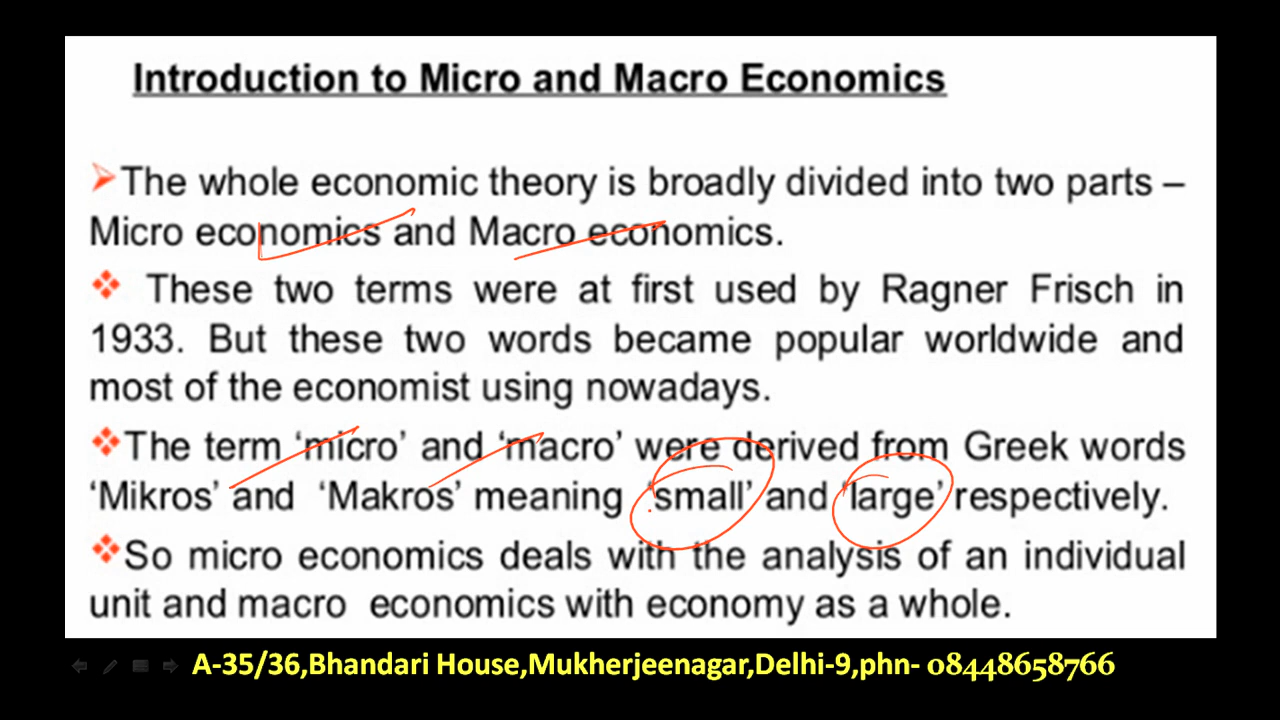 Introduction to Micro and Macro Economics
The whole economic theory is broadly divided into two parts –
Micro economics and Macro economics.
These two terms were at first used by Ragner Frisch in
1933. But these two words became popular worldwide and
most of the economist using nowadays.
The term ‘micro’ and ‘macro’ were derived from Greek words
‘Mikros’ and ‘Makros’ meaning ‘small’ and ‘large’ respectively.
So micro economics deals with the analysis of an individual
unit and macro economics with economy as a whole.
A-35/36,Bhandari House,Mukherjeenagar,Delhi-9,phn- 08448658766